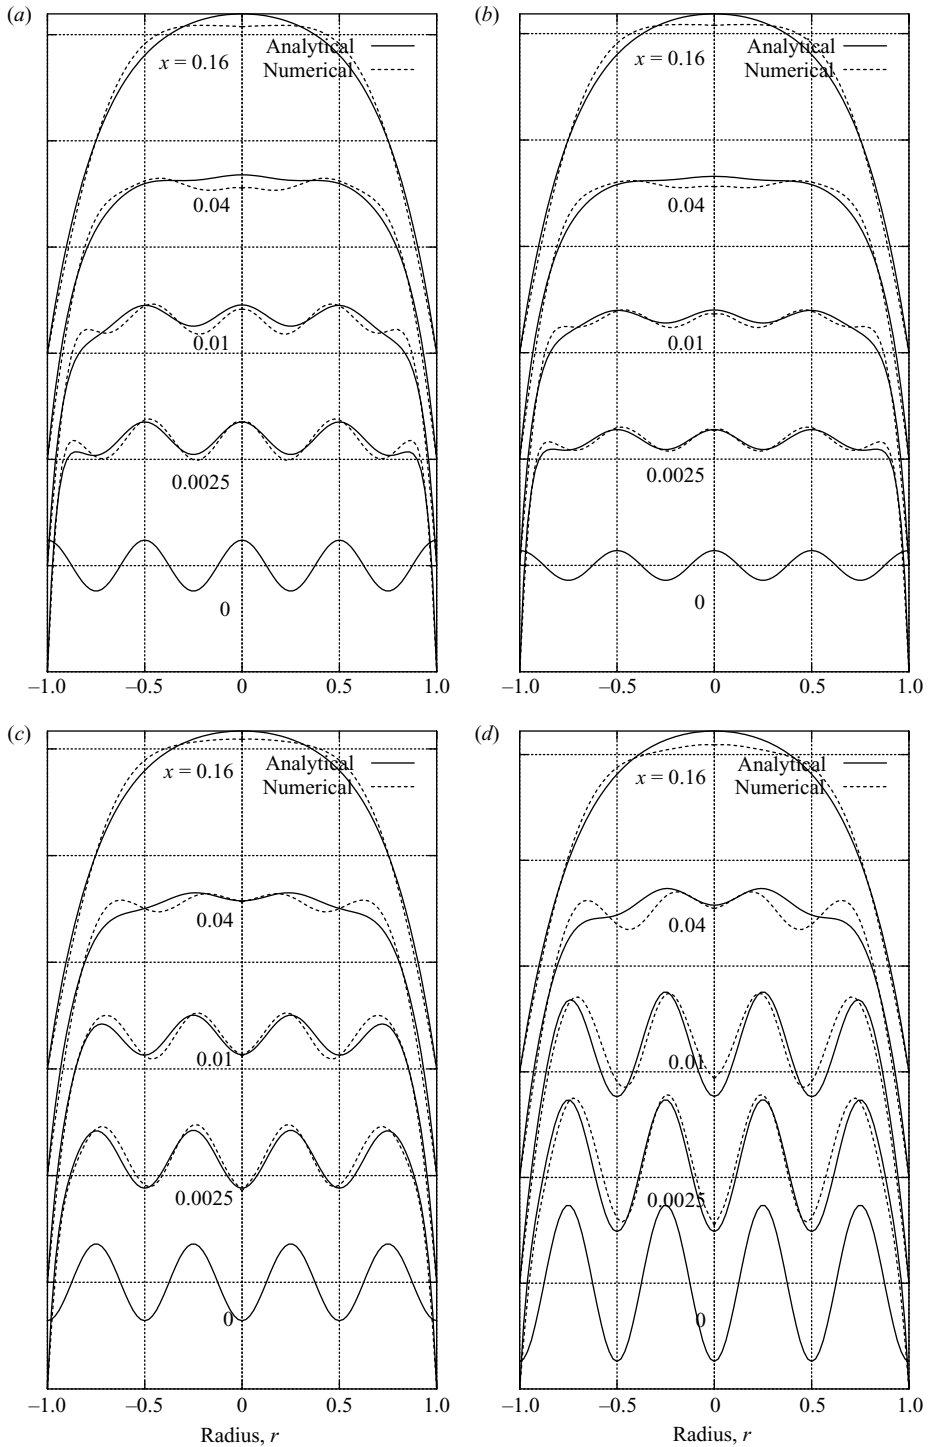 (a)
Analytical
x = 0.16
Numerical
0.04
0.01
0.0025
0
–1.0 –0.5 0 0.5 1.0
(b)
Analytical
x = 0.16
Numerical
0.04
0.01
0.0025
0
–1.0 –0.5 0 0.5 1.0
(c)
Analytical
x = 0.16
Numerical
0.04
0.01
0.0025
0
–1.0 –0.5 0 0.5 1.0
Radius, r
(d)
Analytical
x = 0.16
Numerical
0.04
0.01
0.0025
0
–1.0 –0.5 0 0.5 1.0
Radius, r